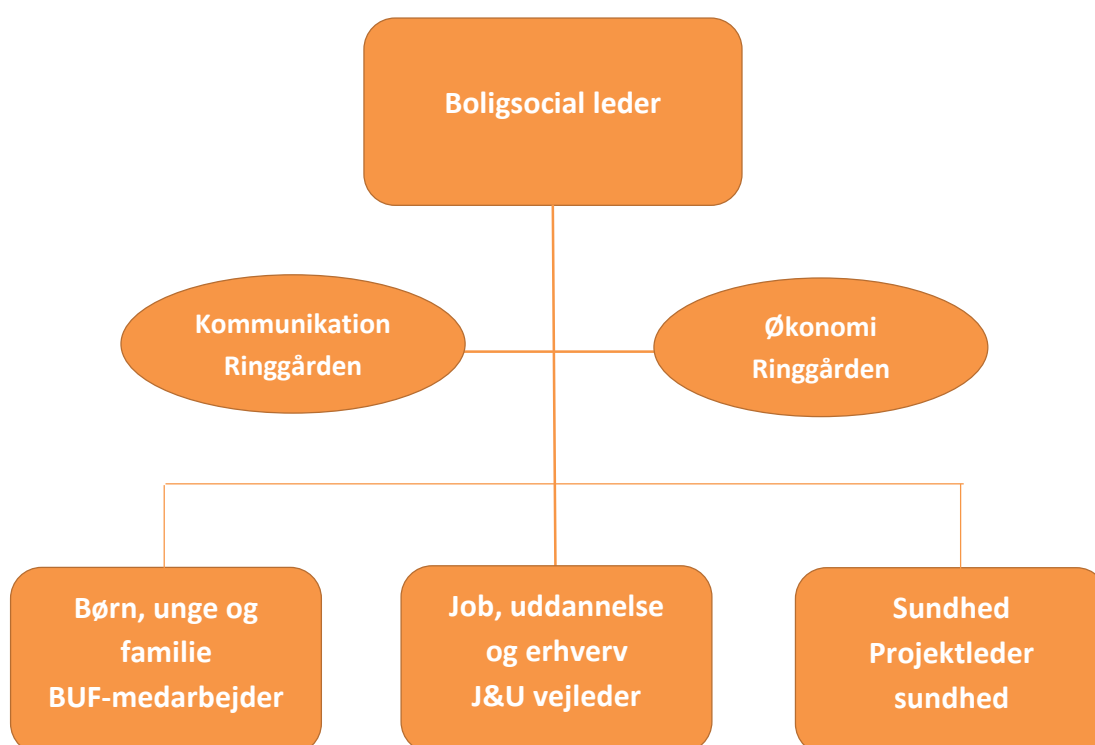 Boligsocial leder
Kommunikation
Ringgården
Økonomi
Ringgården
Børn, unge og
familie
BUF-medarbejder
Job, uddannelse
og erhverv
J&U vejleder
Sundhed
Projektleder
sundhed